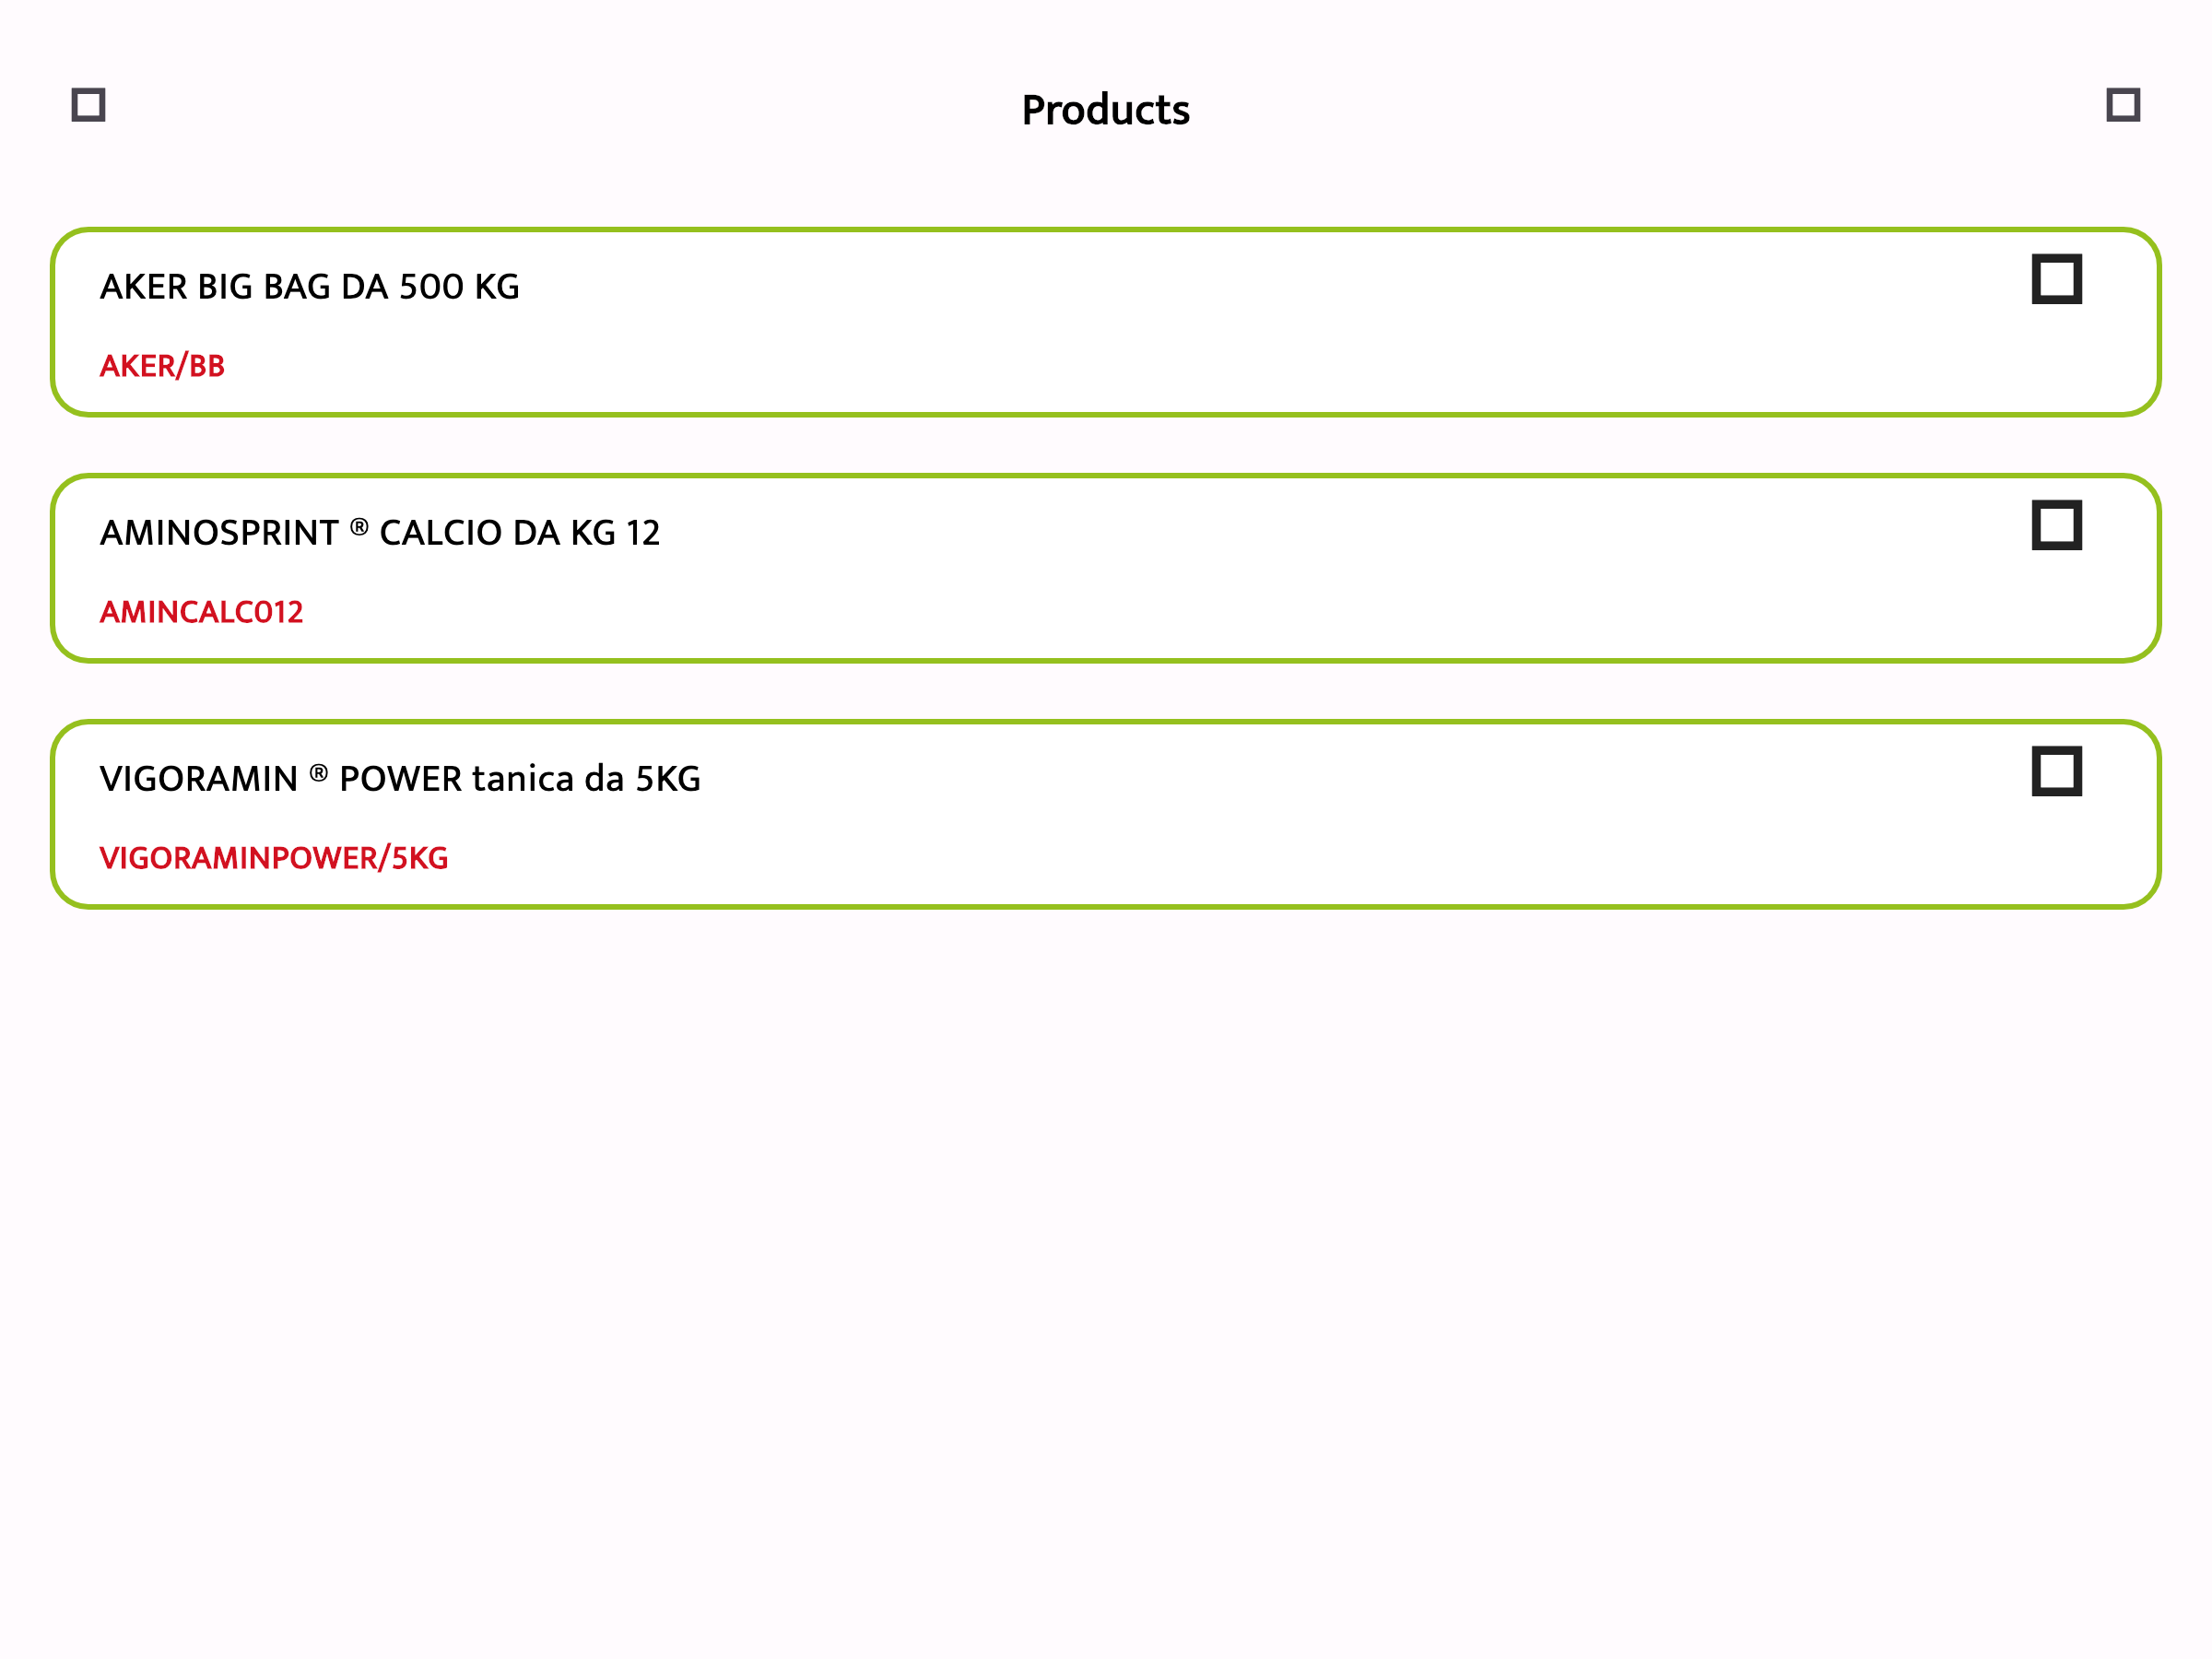 Products
AKER BIG BAG DA 500 KG
AKER/BB
AMINOSPRINT ® CALCIO DA KG 12
AMINCALC012
VIGORAMIN ® POWER tanica da 5KG
VIGORAMINPOWER/5KG